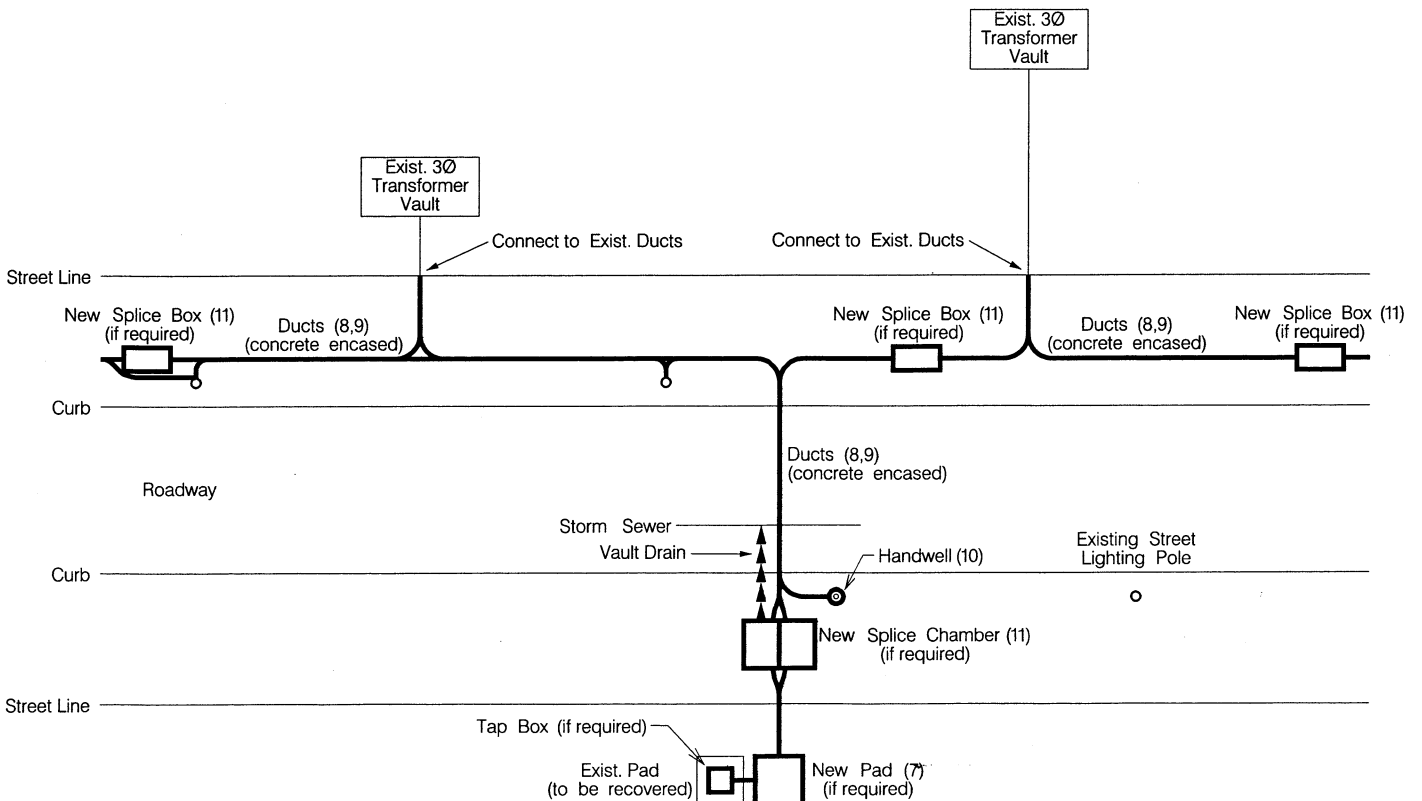 Exist. 3Ø
Transformer
Vault
Exist. 3Ø
Transformer
Vault
Connect to Exist. Ducts
Connect to Exist. Ducts
Street Line
New Splice Box (11)
(if required)
Ducts (8,9)
(concrete encased)
New Splice Box (11)
(if required)
Ducts (8,9)
(concrete encased)
New Splice Box (11)
(if required)
Curb
Ducts (8,9)
(concrete encased)
Roadway
Storm Sewer
Vault Drain
Handwell (10)
Existing Street
Lighting Pole
Curb
New Splice Chamber (11)
(if required)
Street Line
Tap Box (if required)
Exist. Pad
(to be recovered)
New Pad (7)
(if required)